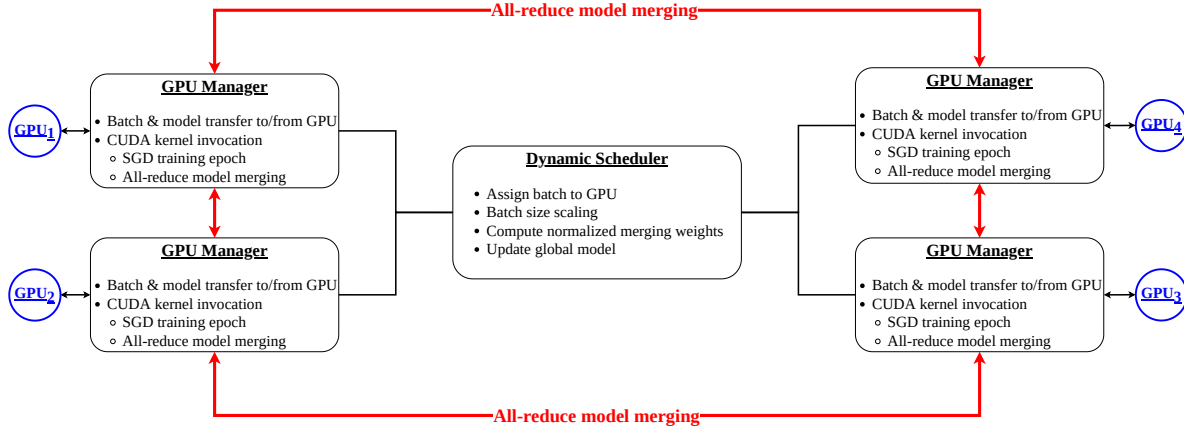 All-reduce model merging
GPU1
GPU Manager
• Batch & model transfer to/from GPU
• CUDA kernel invocation
○ SGD training epoch
○ All-reduce model merging
GPU2
GPU Manager
• Batch & model transfer to/from GPU
• CUDA kernel invocation
○ SGD training epoch
○ All-reduce model merging
Dynamic Scheduler
• Assign batch to GPU
• Batch size scaling
• Compute normalized merging weights
• Update global model
GPU Manager
• Batch & model transfer to/from GPU
• CUDA kernel invocation
○ SGD training epoch
○ All-reduce model merging
GPU4
GPU Manager
• Batch & model transfer to/from GPU
• CUDA kernel invocation
○ SGD training epoch
○ All-reduce model merging
GPU3
All-reduce model merging